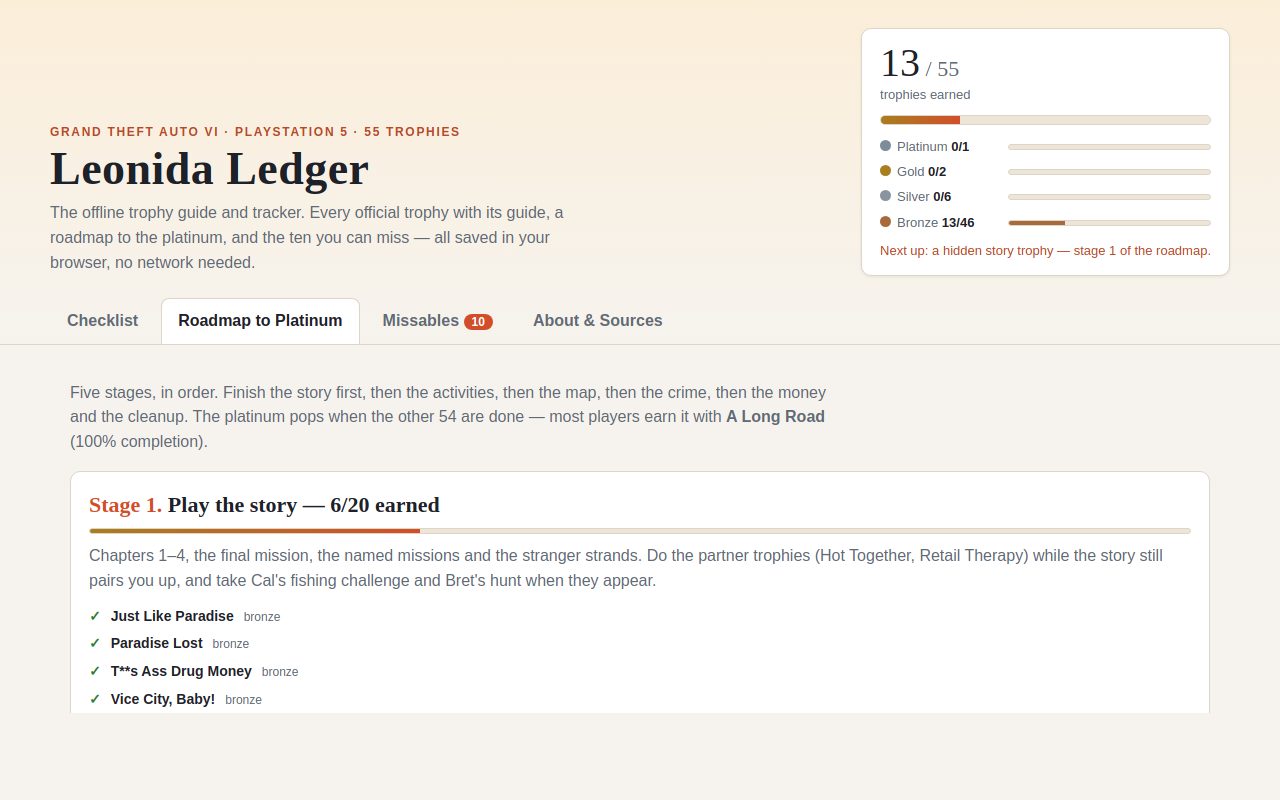 GRAND THEFT AUTO VI · PLAYSTATION 5 · 55 TROPHIES
Leonida Ledger
The offline trophy guide and tracker. Every official trophy with its guide, a
roadmap to the platinum, and the ten you can miss — all saved in your
browser, no network needed.
13 / 55
trophies earned
Platinum 0/1
Gold 0/2
Silver 0/6
Bronze 13/46
Next up: a hidden story trophy — stage 1 of the roadmap.
Checklist
Roadmap to Platinum
Missables 10
About & Sources
Five stages, in order. Finish the story first, then the activities, then the map, then the crime, then the money
and the cleanup. The platinum pops when the other 54 are done — most players earn it with A Long Road
(100% completion).
Stage 1. Play the story — 6/20 earned
Chapters 1–4, the final mission, the named missions and the stranger strands. Do the partner trophies (Hot Together, Retail Therapy) while the story still
pairs you up, and take Cal's fishing challenge and Bret's hunt when they appear.
✓ Just Like Paradise bronze
✓ Paradise Lost bronze
✓ T**s Ass Drug Money bronze
✓ Vice City, Baby! bronze